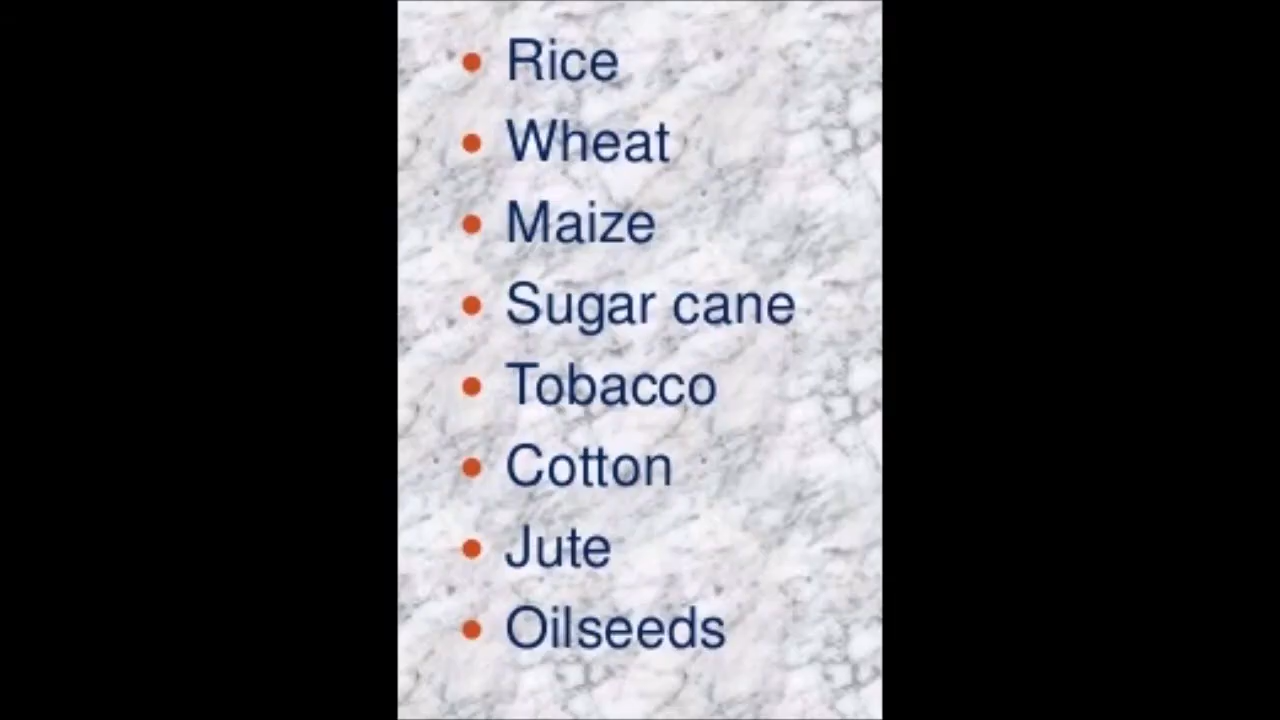 • Rice
• Wheat
• Maize
• Sugar cane
• Tobacco
• Cotton
• Jute
• Oilseeds